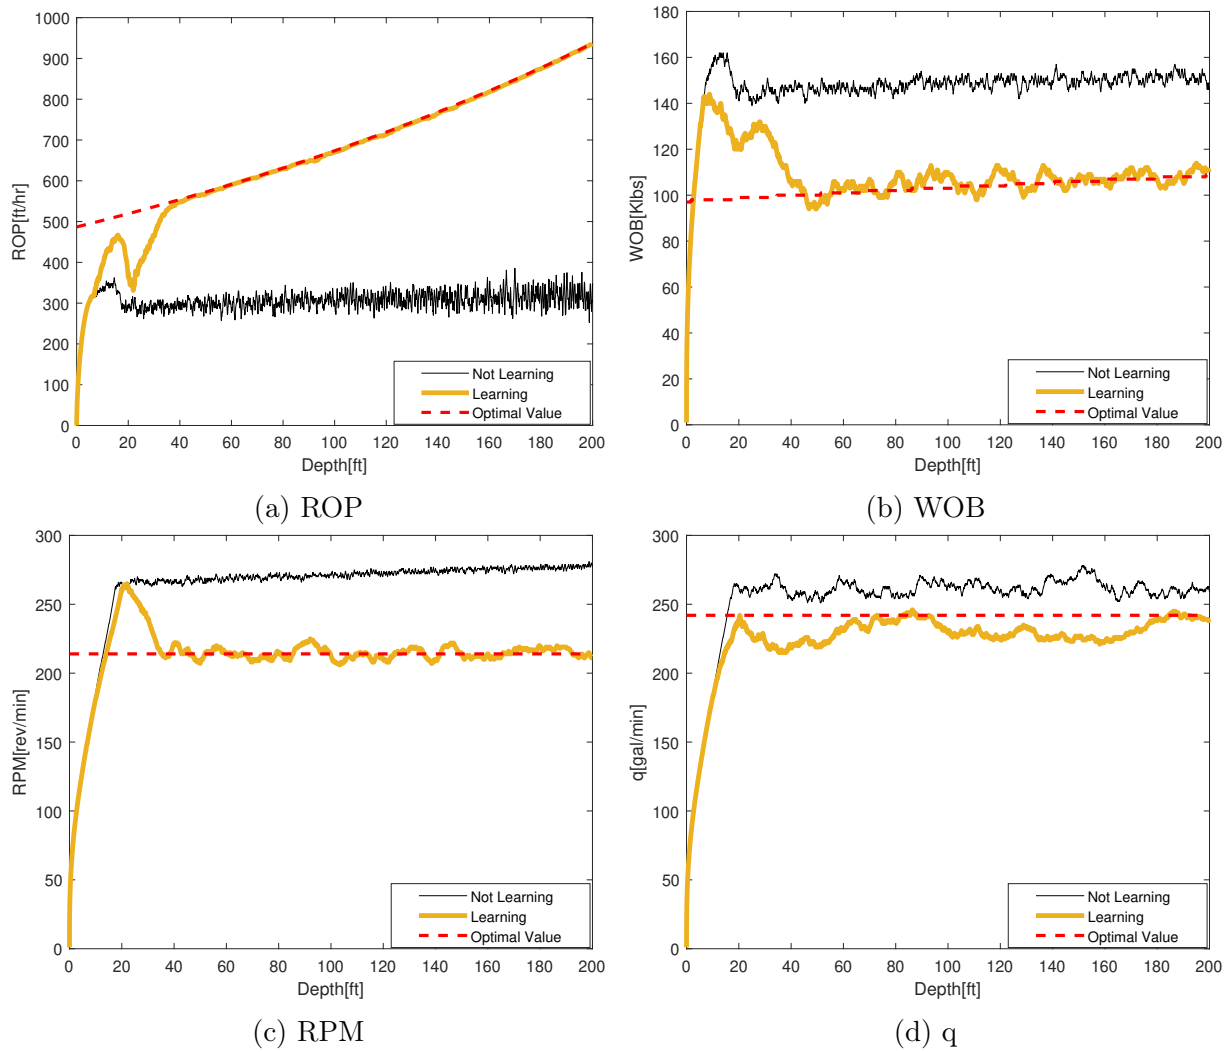 1000
900
800
700
600
500
400
300
200
100
0
ROP[ft/hr]
0 20 40 60 80 100 120 140 160 180 200
Depth[ft]
Not Learning
Learning
Optimal Value
(a) ROP
180
160
140
120
100
80
60
40
20
0
WOB[Klbs]
0 20 40 60 80 100 120 140 160 180 200
Depth[ft]
Not Learning
Learning
Optimal Value
(b) WOB
300
250
200
150
100
50
0
RPM[rev/min]
0 20 40 60 80 100 120 140 160 180 200
Depth[ft]
Not Learning
Learning
Optimal Value
(c) RPM
300
250
200
150
100
50
0
q[gal/min]
0 20 40 60 80 100 120 140 160 180 200
Depth[ft]
Not Learning
Learning
Optimal Value
(d) q